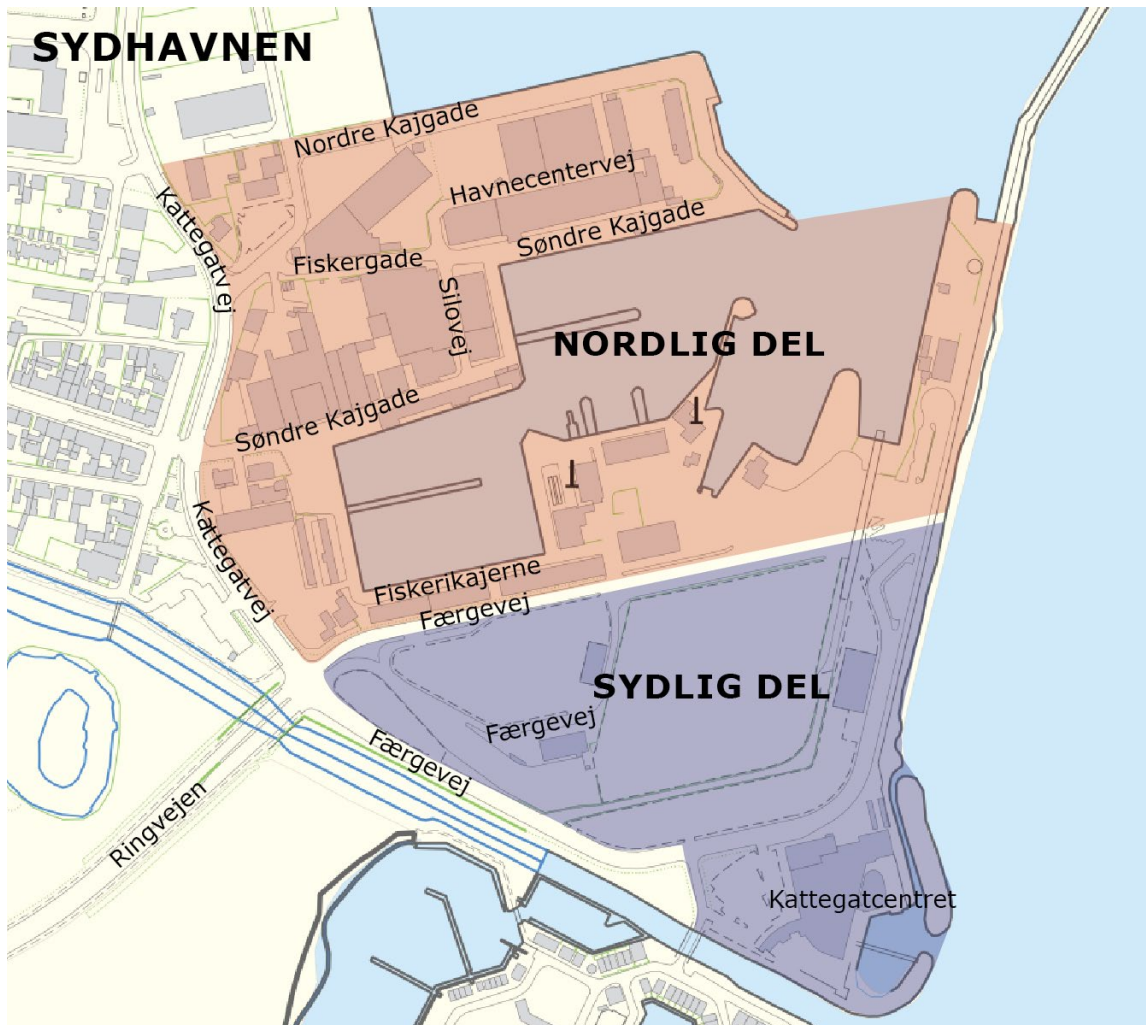 SYDHAVNEN
Nordre Kajgade
Havnecentervej
Kattegatvej
Søndre Kajgade
Fiskergade
Silovej
NORDLIG DEL
Søndre Kajgade
Kattegatvej
Fiskerikajerne
Færgevej
SYDLIG DEL
Færgevej
Færgevej
Ringvejen
Kattegatcentret